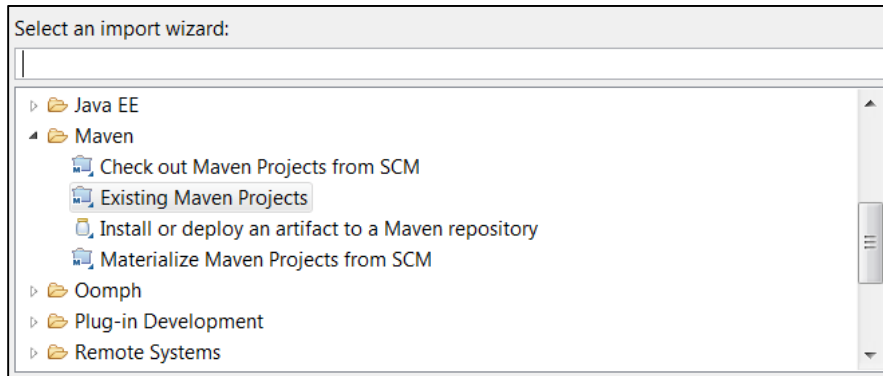 Select an import wizard:
Java EE
Maven
Check out Maven Projects from SCM
Existing Maven Projects
Install or deploy an artifact to a Maven repository
Materialize Maven Projects from SCM
Oomph
Plug-in Development
Remote Systems